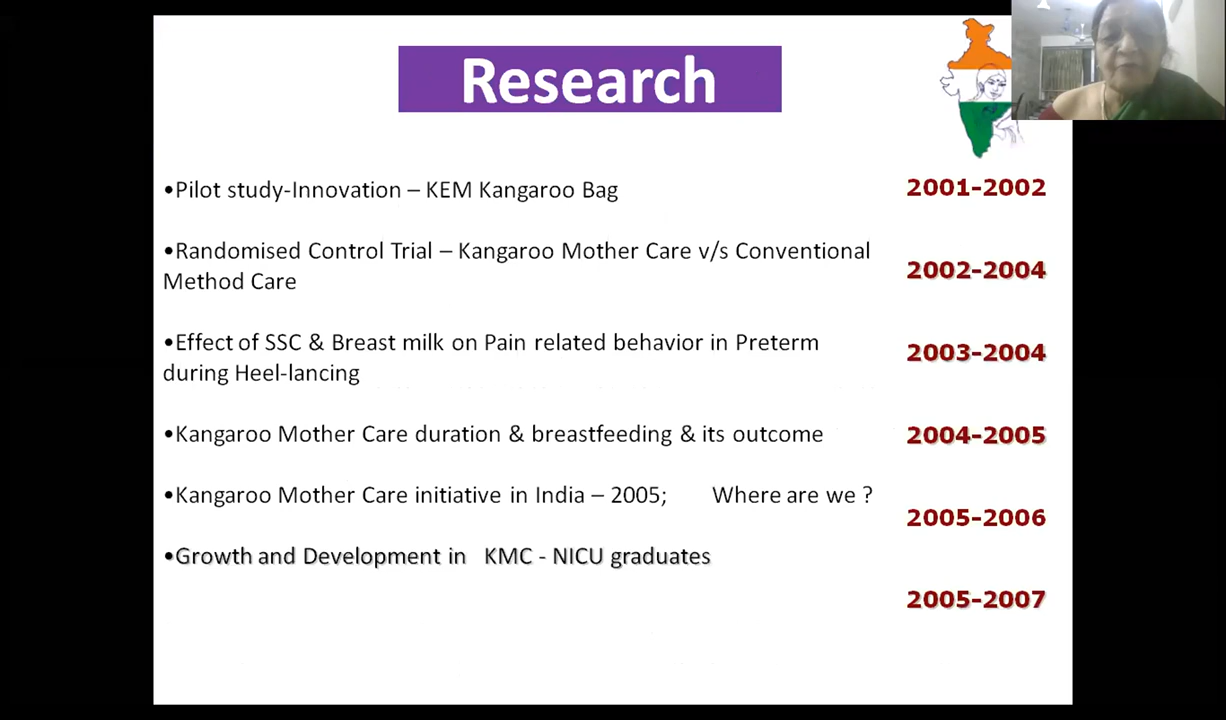 Research
•Pilot study-Innovation – KEM Kangaroo Bag
2001-2002
•Randomised Control Trial – Kangaroo Mother Care v/s Conventional
Method Care
2002-2004
•Effect of SSC & Breast milk on Pain related behavior in Preterm
during Heel-lancing
2003-2004
•Kangaroo Mother Care duration & breastfeeding & its outcome
2004-2005
•Kangaroo Mother Care initiative in India – 2005; Where are we ?
2005-2006
•Growth and Development in KMC - NICU graduates
2005-2007